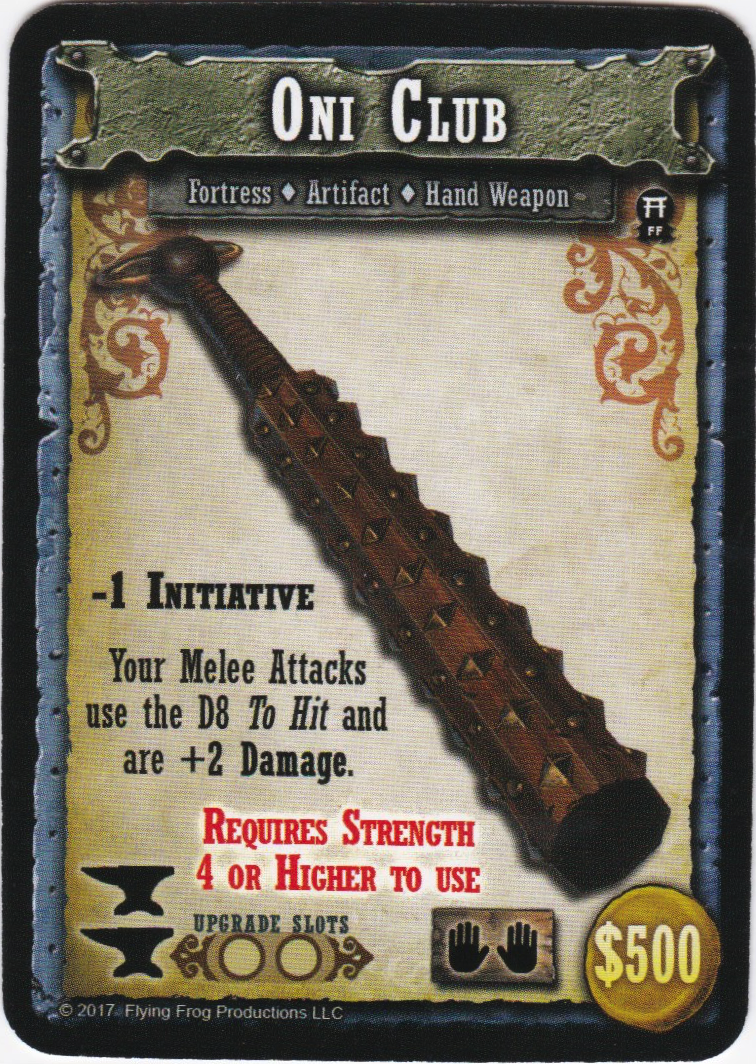 Oni Club
Fortress ♦ Artifact ♦ Hand Weapon
FF
-1 Initiative
Your Melee Attacks
use the D8 To Hit and
are +2 Damage.
Requires Strength
4 or Higher to use
Upgrade Slots
$500
© 2017 Flying Frog Productions LLC